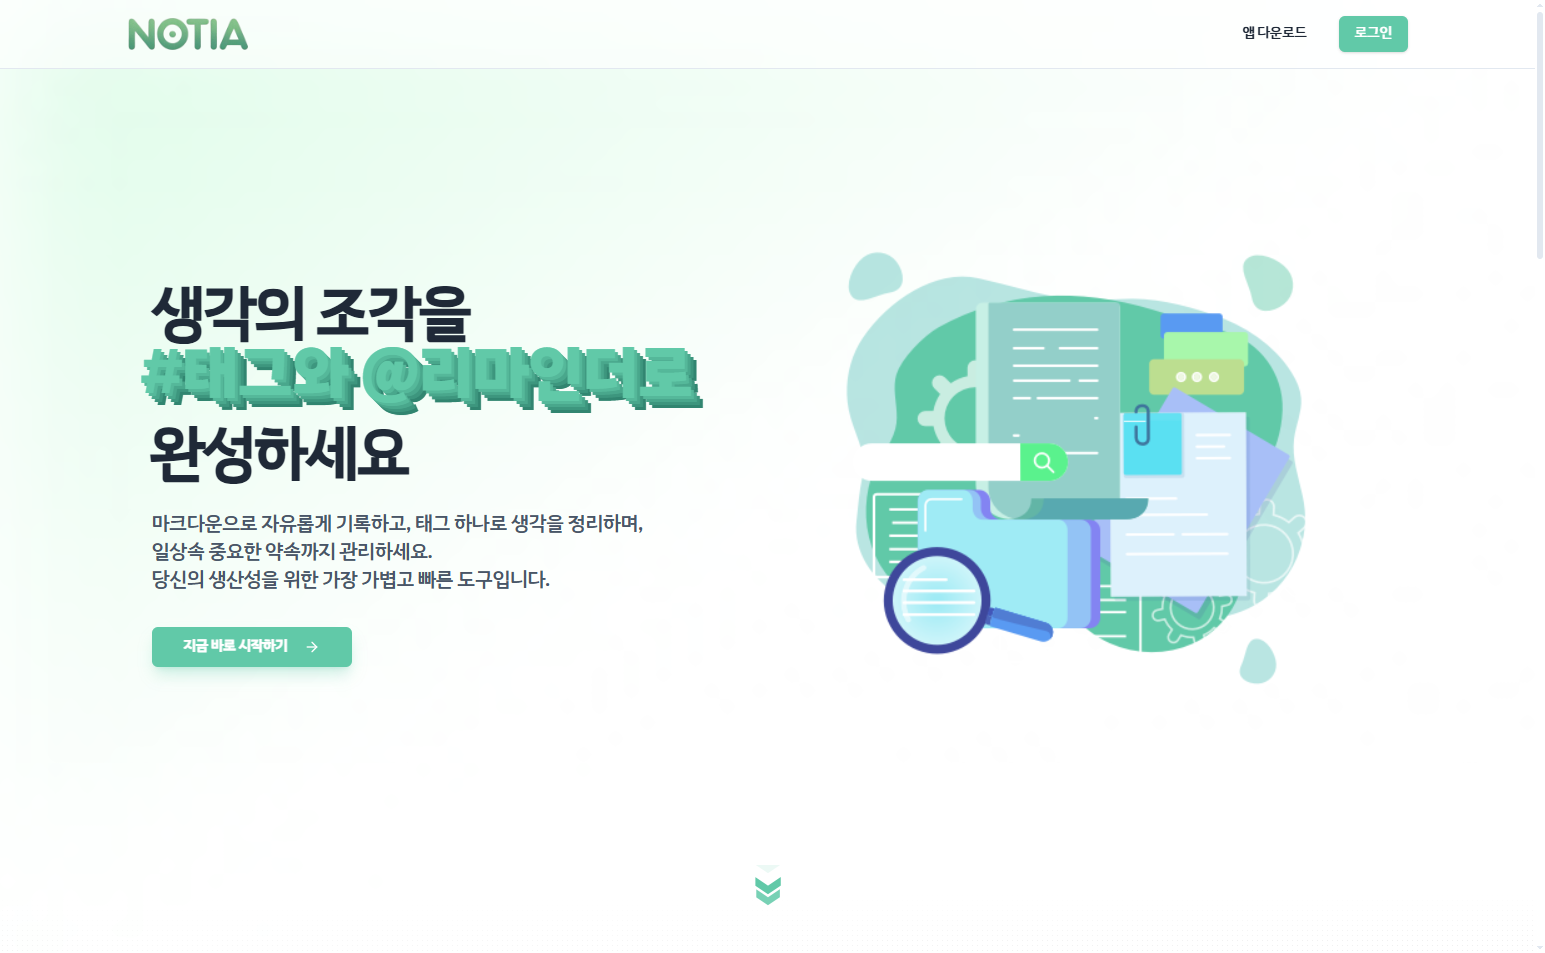 NOTIA
앱 다운로드
로그인
생각의 조각을
#태그와 @리마인더로
완성하세요
마크다운으로 자유롭게 기록하고, 태그 하나로 생각을 정리하며,
일상속 중요한 약속까지 관리하세요.
당신의 생산성을 위한 가장 가볍고 빠른 도구입니다.
지금 바로 시작하기